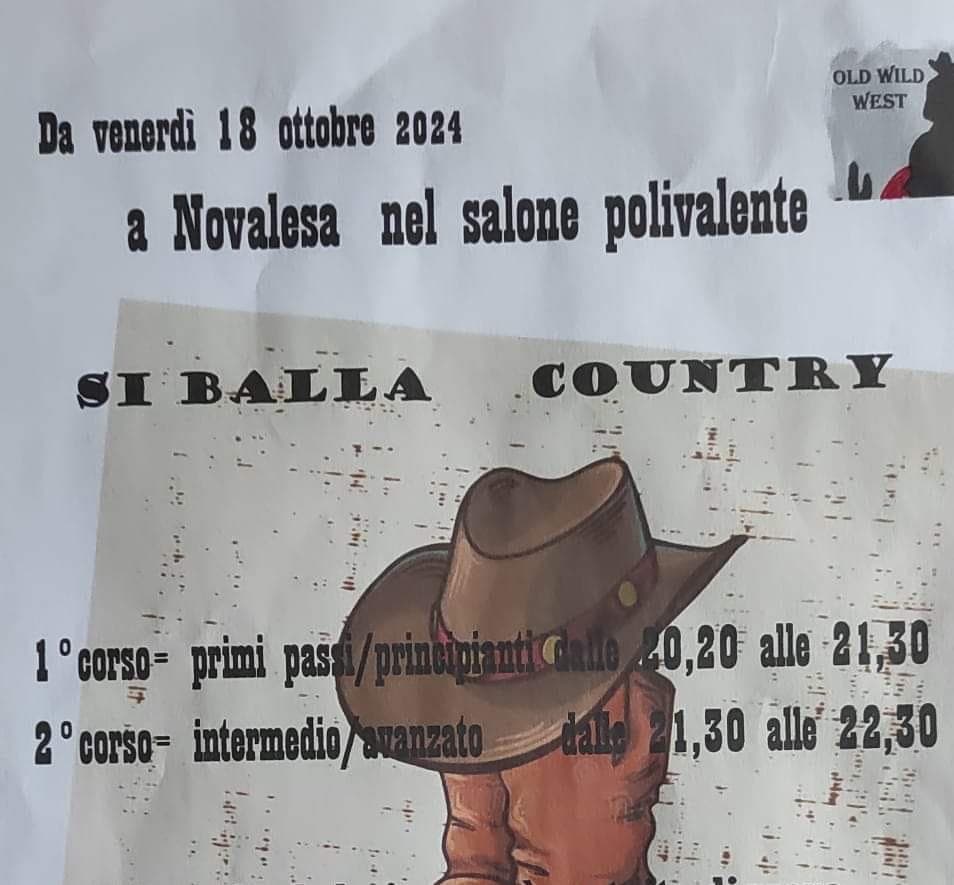 OLD WILD
WEST
Da venerdì 18 ottobre 2024
a Novalesa nel salone polivalente
SI BALLA COUNTRY
1° corso= primi passi/principianti dalle 20,20 alle 21,30
2° corso= intermedio/avanzato dalle 21,30 alle 22,30